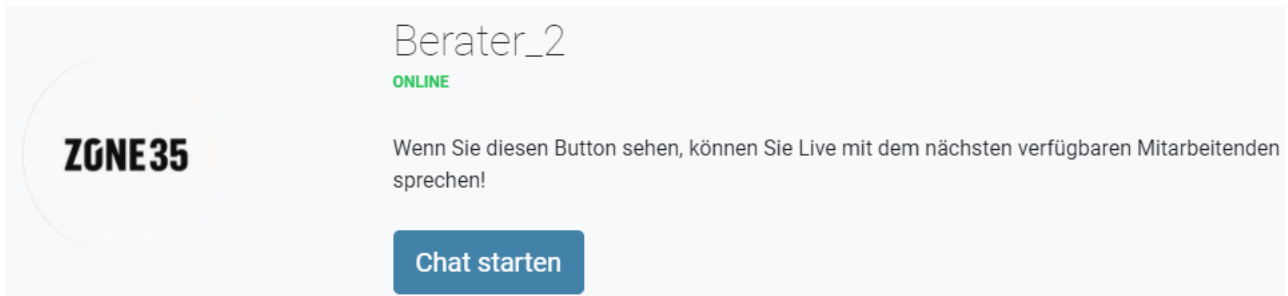 Berater_2
ONLINE
ZONE35
Wenn Sie diesen Button sehen, können Sie Live mit dem nächsten verfügbaren Mitarbeitenden
sprechen!
Chat starten